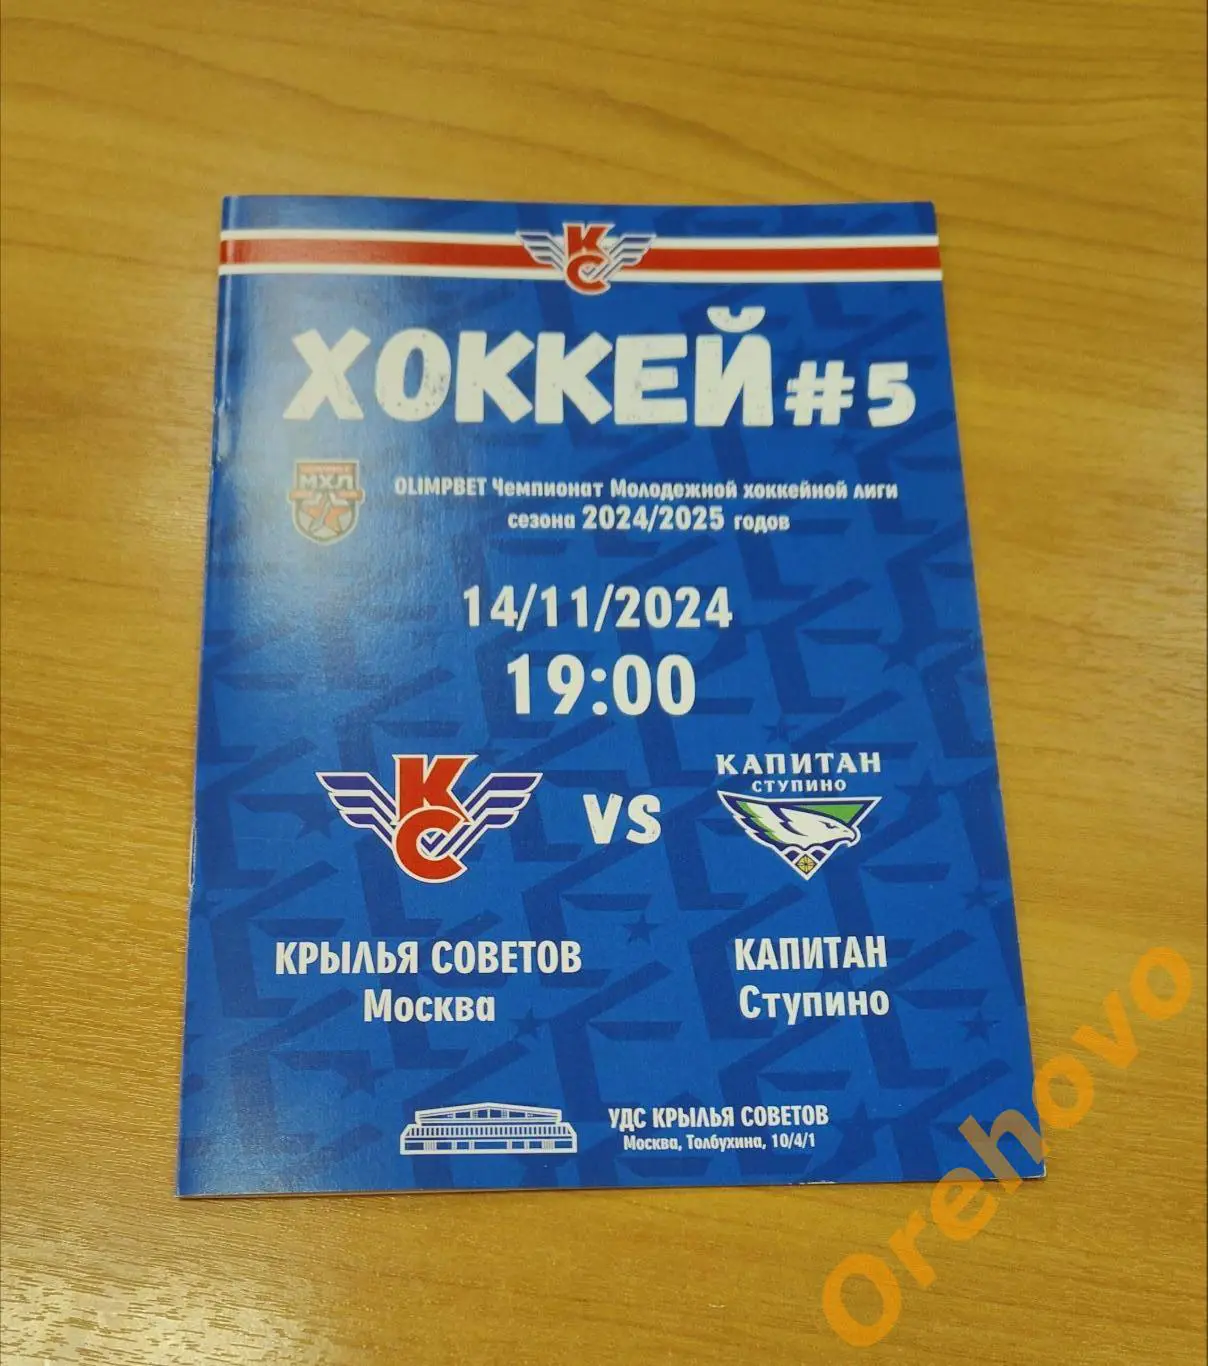 КС
ХОККЕЙ #5
МХЛ
OLIMPBET Чемпионат Молодежной хоккейной лиги
сезона 2024/2025 годов
14/11/2024
19:00
КС
VS
КАПИТАН
СТУПИНО
КРЫЛЬЯ СОВЕТОВ
Москва
КАПИТАН
Ступино
УДС КРЫЛЬЯ СОВЕТОВ
Москва, Толбухина, 10/4/1
Orehovo